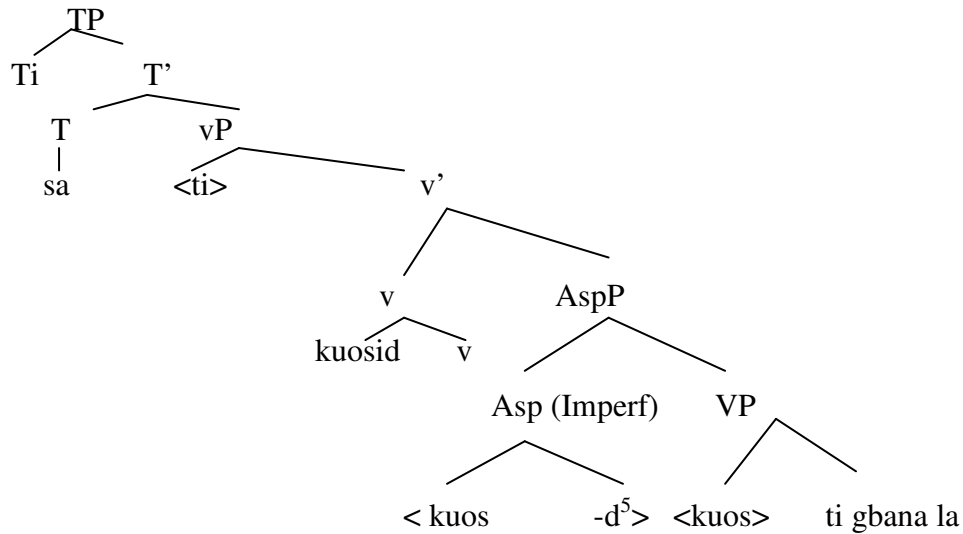 TP
Ti T’
T vP
sa <ti> v’
v AspP
kuosid v
Asp (Imperf) VP
< kuos -d⁵> <kuos> ti gbana la